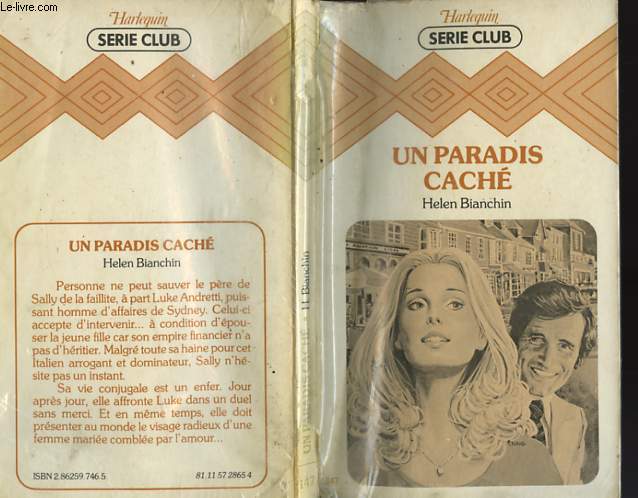 Le-livre.com
Harlequin
SERIE CLUB
UN PARADIS CACHÉ
Helen Bianchin
Personne ne peut sauver le père de
Sally de la faillite, à part Luke Andretti, puis-
sant homme d'affaires de Sydney. Celui-ci
accepte d'intervenir... à condition d'épou-
ser la jeune fille car son empire financier n'a
pas d'héritier. Malgré toute sa haine pour cet
Italien arrogant et dominateur, Sally n'hé-
site pas un instant.
Sa vie conjugale est un enfer. Jour
après jour, elle affronte Luke dans un duel
sans merci. Et en même temps, elle doit
présenter au monde le visage radieux d'une
femme mariée comblée par l'amour...
ISBN 2.86259.746.5
81.11.57.2865.4
UN PARADIS CACHÉ • H. Bianchin
147
Harlequin
SERIE CLUB
UN PARADIS
CACHÉ
Helen Bianchin